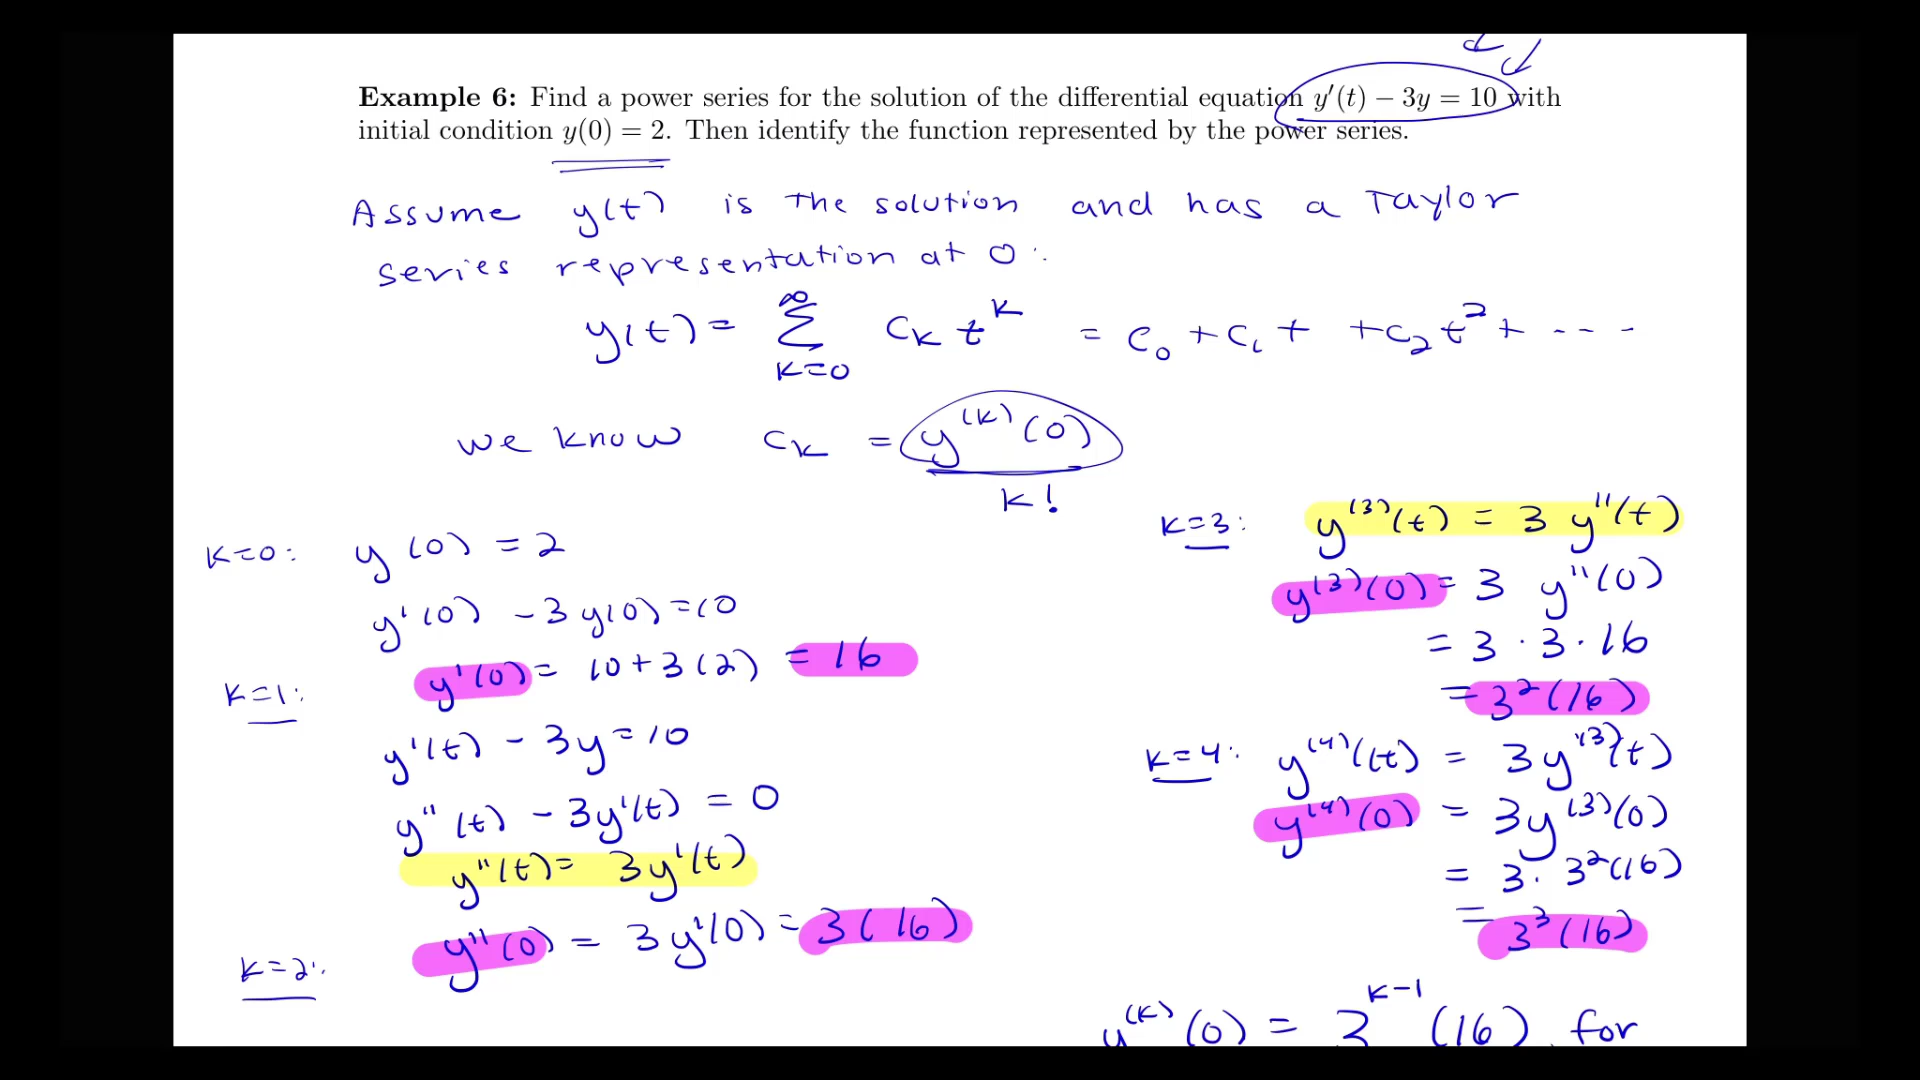 Example 6: Find a power series for the solution of the differential equation y′(t) − 3y = 10 with
initial condition y(0) = 2. Then identify the function represented by the power series.
Assume y(t) is the solution and has a Taylor
series representation at 0:
y(t) = ∑_{k=0}^{∞} c_k t^k = c_0 + c_1 t + c_2 t^2 + ----
we know c_k = y^{(k)}(0) / k!
k=0: y(0) = 2
y'(0) - 3y(0) = 10
k=1: y'(0) = 10 + 3(2) = 16
y'(t) - 3y = 10
y''(t) - 3y'(t) = 0
y''(t) = 3y'(t)
k=2: y''(0) = 3y'(0) = 3(16)
k=3: y^{(3)}(t) = 3 y''(t)
y^{(3)}(0) = 3 y''(0)
= 3 · 3 · 16
= 3^2(16)
k=4: y^{(4)}(t) = 3y^{(3)}(t)
y^{(4)}(0) = 3y^{(3)}(0)
= 3 · 3^2(16)
= 3^3(16)
y^{(k)}(0) = 3^{k-1}(16) for